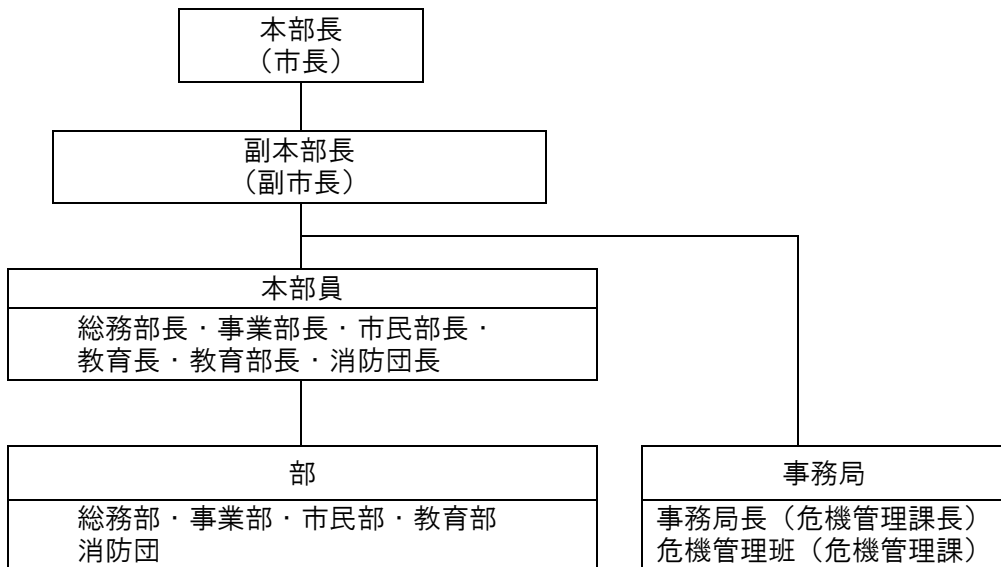 本部長
（市長）
副本部長
（副市長）
本部員
総務部長・事業部長・市民部長・
教育長・教育部長・消防団長
部
総務部・事業部・市民部・教育部
消防団
事務局
事務局長（危機管理課長）
危機管理班（危機管理課）